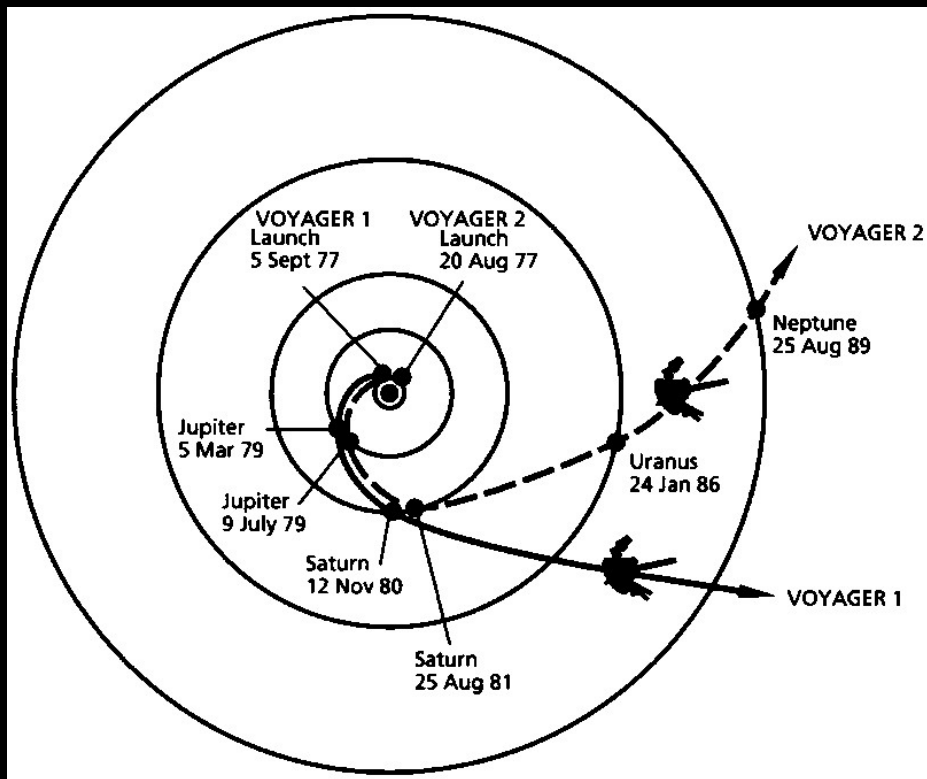 VOYAGER 1
Launch
5 Sept 77
VOYAGER 2
Launch
20 Aug 77
VOYAGER 2
Neptune
25 Aug 89
Jupiter
5 Mar 79
Uranus
24 Jan 86
Jupiter
9 July 79
Saturn
12 Nov 80
VOYAGER 1
Saturn
25 Aug 81